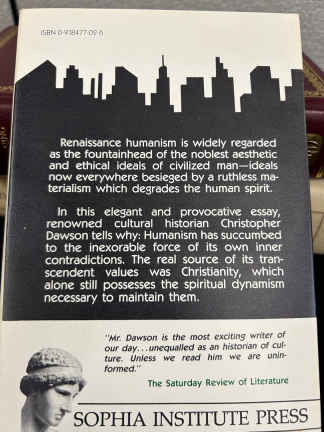 ISBN 0-918477-02-6
Renaissance humanism is widely regarded
as the fountainhead of the noblest aesthetic
and ethical ideals of civilized man—ideals
now everywhere besieged by a ruthless ma-
terialism which degrades the human spirit.
In this elegant and provocative essay,
renowned cultural historian Christopher
Dawson tells why: Humanism has succumbed
to the inexorable force of its own inner
contradictions. The real source of its tran-
scendent values was Christianity, which
alone still possesses the spiritual dynamism
necessary to maintain them.
"Mr. Dawson is the most exciting writer of
our day. . .unequalled as an historian of cul-
ture. Unless we read him we are unin-
formed."
The Saturday Review of Literature
SOPHIA INSTITUTE PRESS